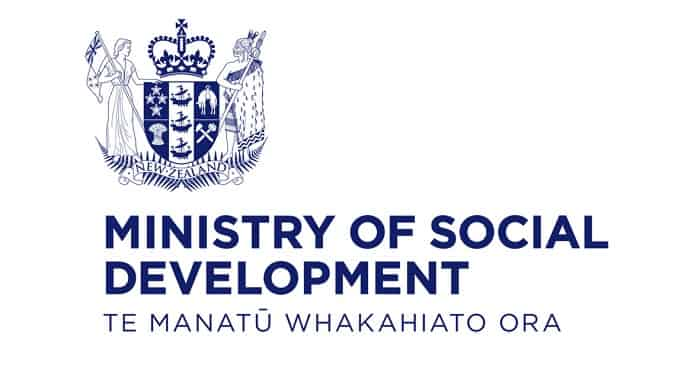 NEW ZEALAND
MINISTRY OF SOCIAL
DEVELOPMENT
TE MANATŪ WHAKAHIATO ORA